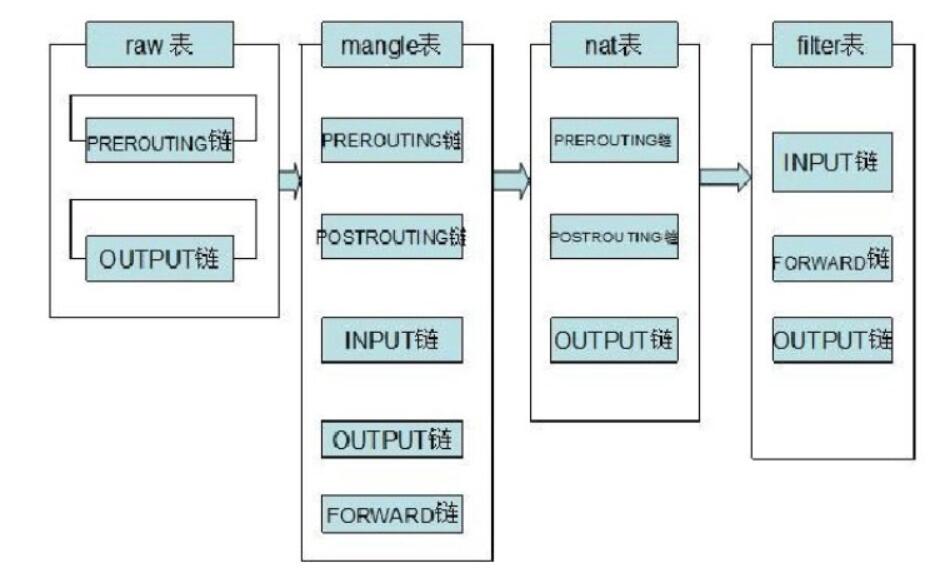 raw 表
PREROUTING链
OUTPUT链
mangle表
PREROUTING链
POSTROUTING链
INPUT链
OUTPUT链
FORWARD链
nat表
PREROUTING链
POSTROUTING链
OUTPUT链
filter表
INPUT链
FORWARD链
OUTPUT链